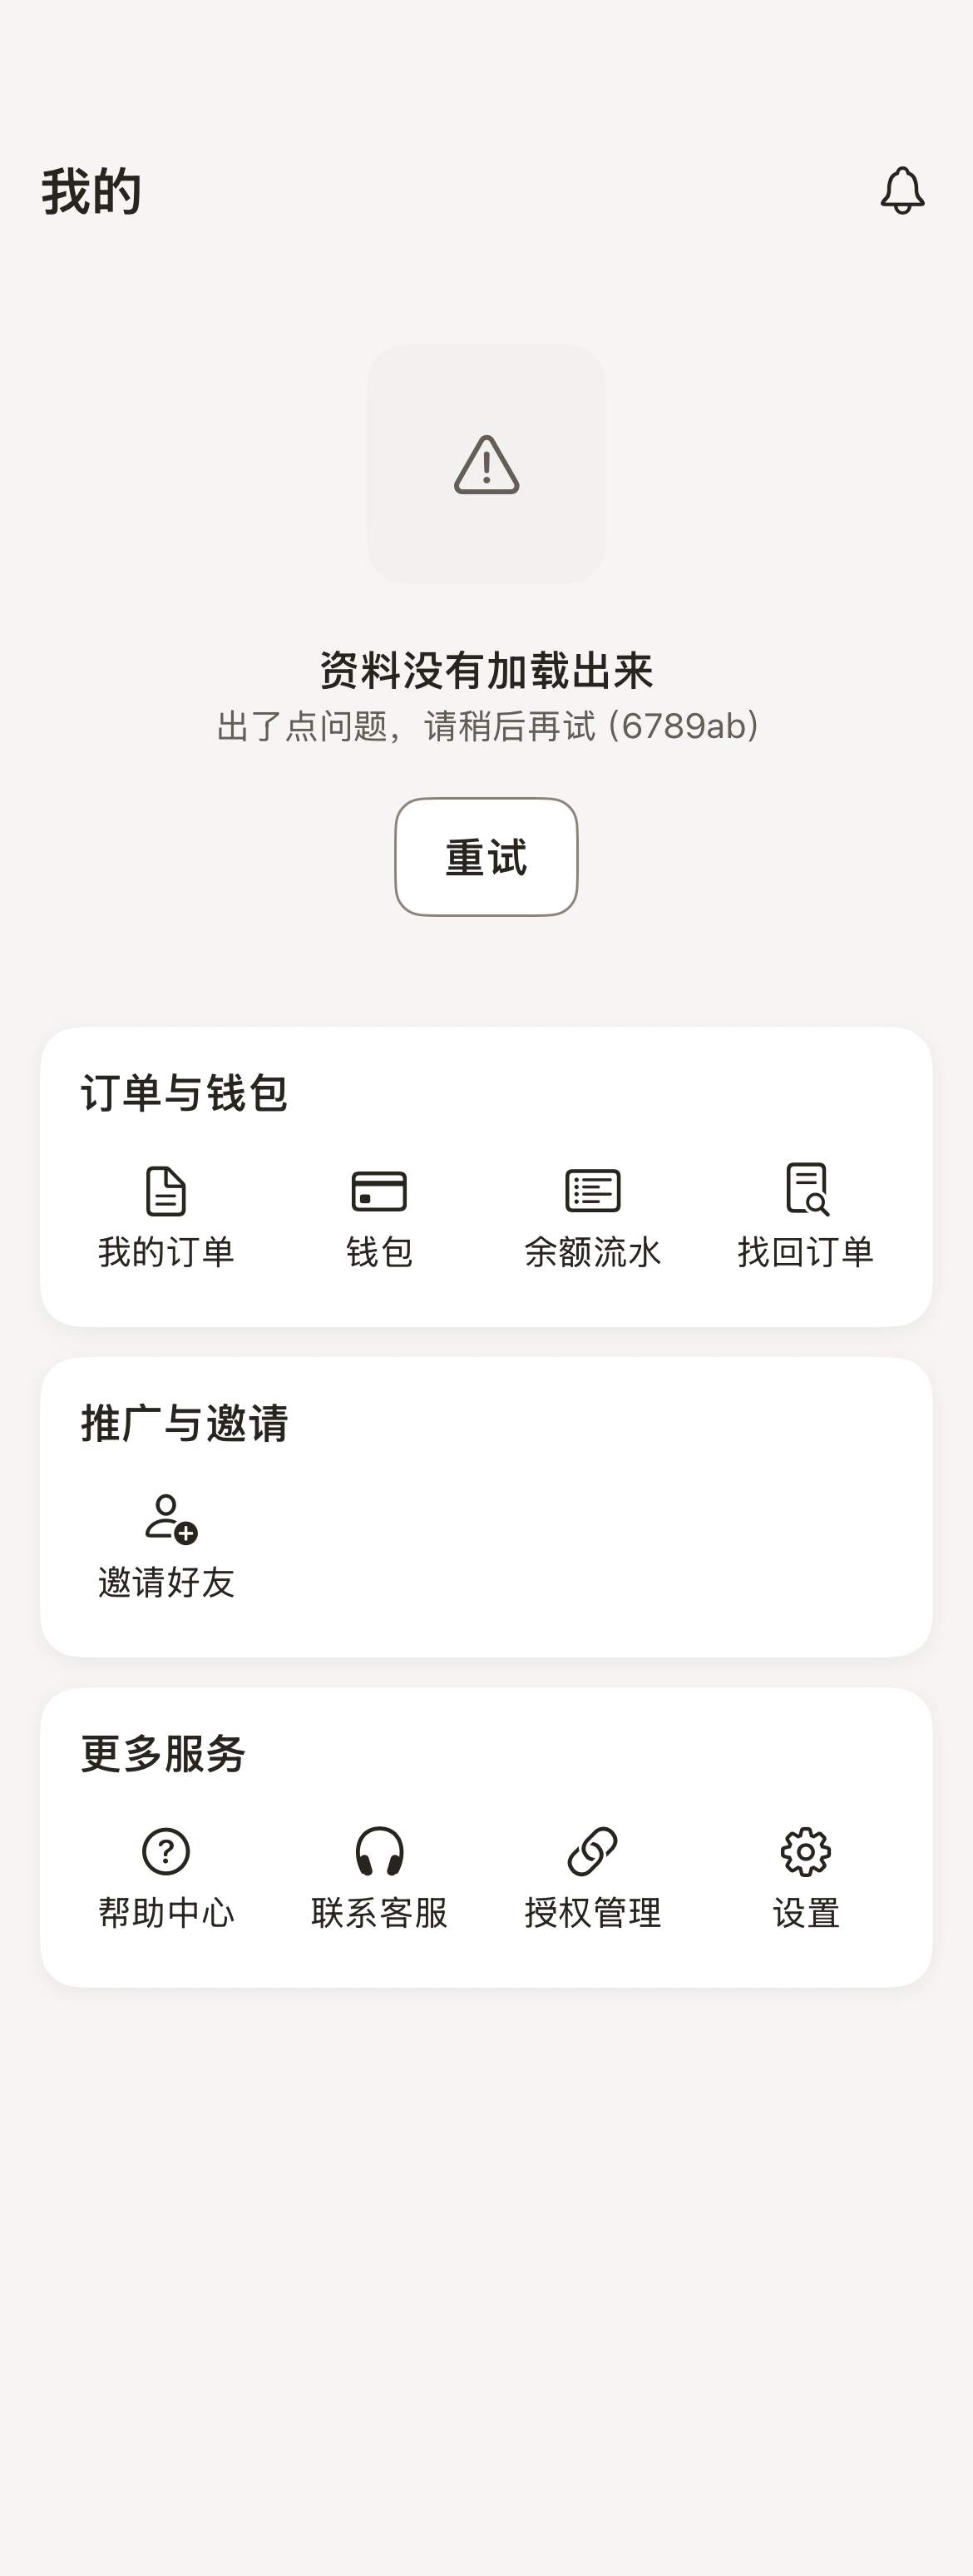 我的
资料没有加载出来
出了点问题，请稍后再试 (6789ab)
重试
订单与钱包
我的订单 钱包 余额流水 找回订单
推广与邀请
邀请好友
更多服务
帮助中心 联系客服 授权管理 设置